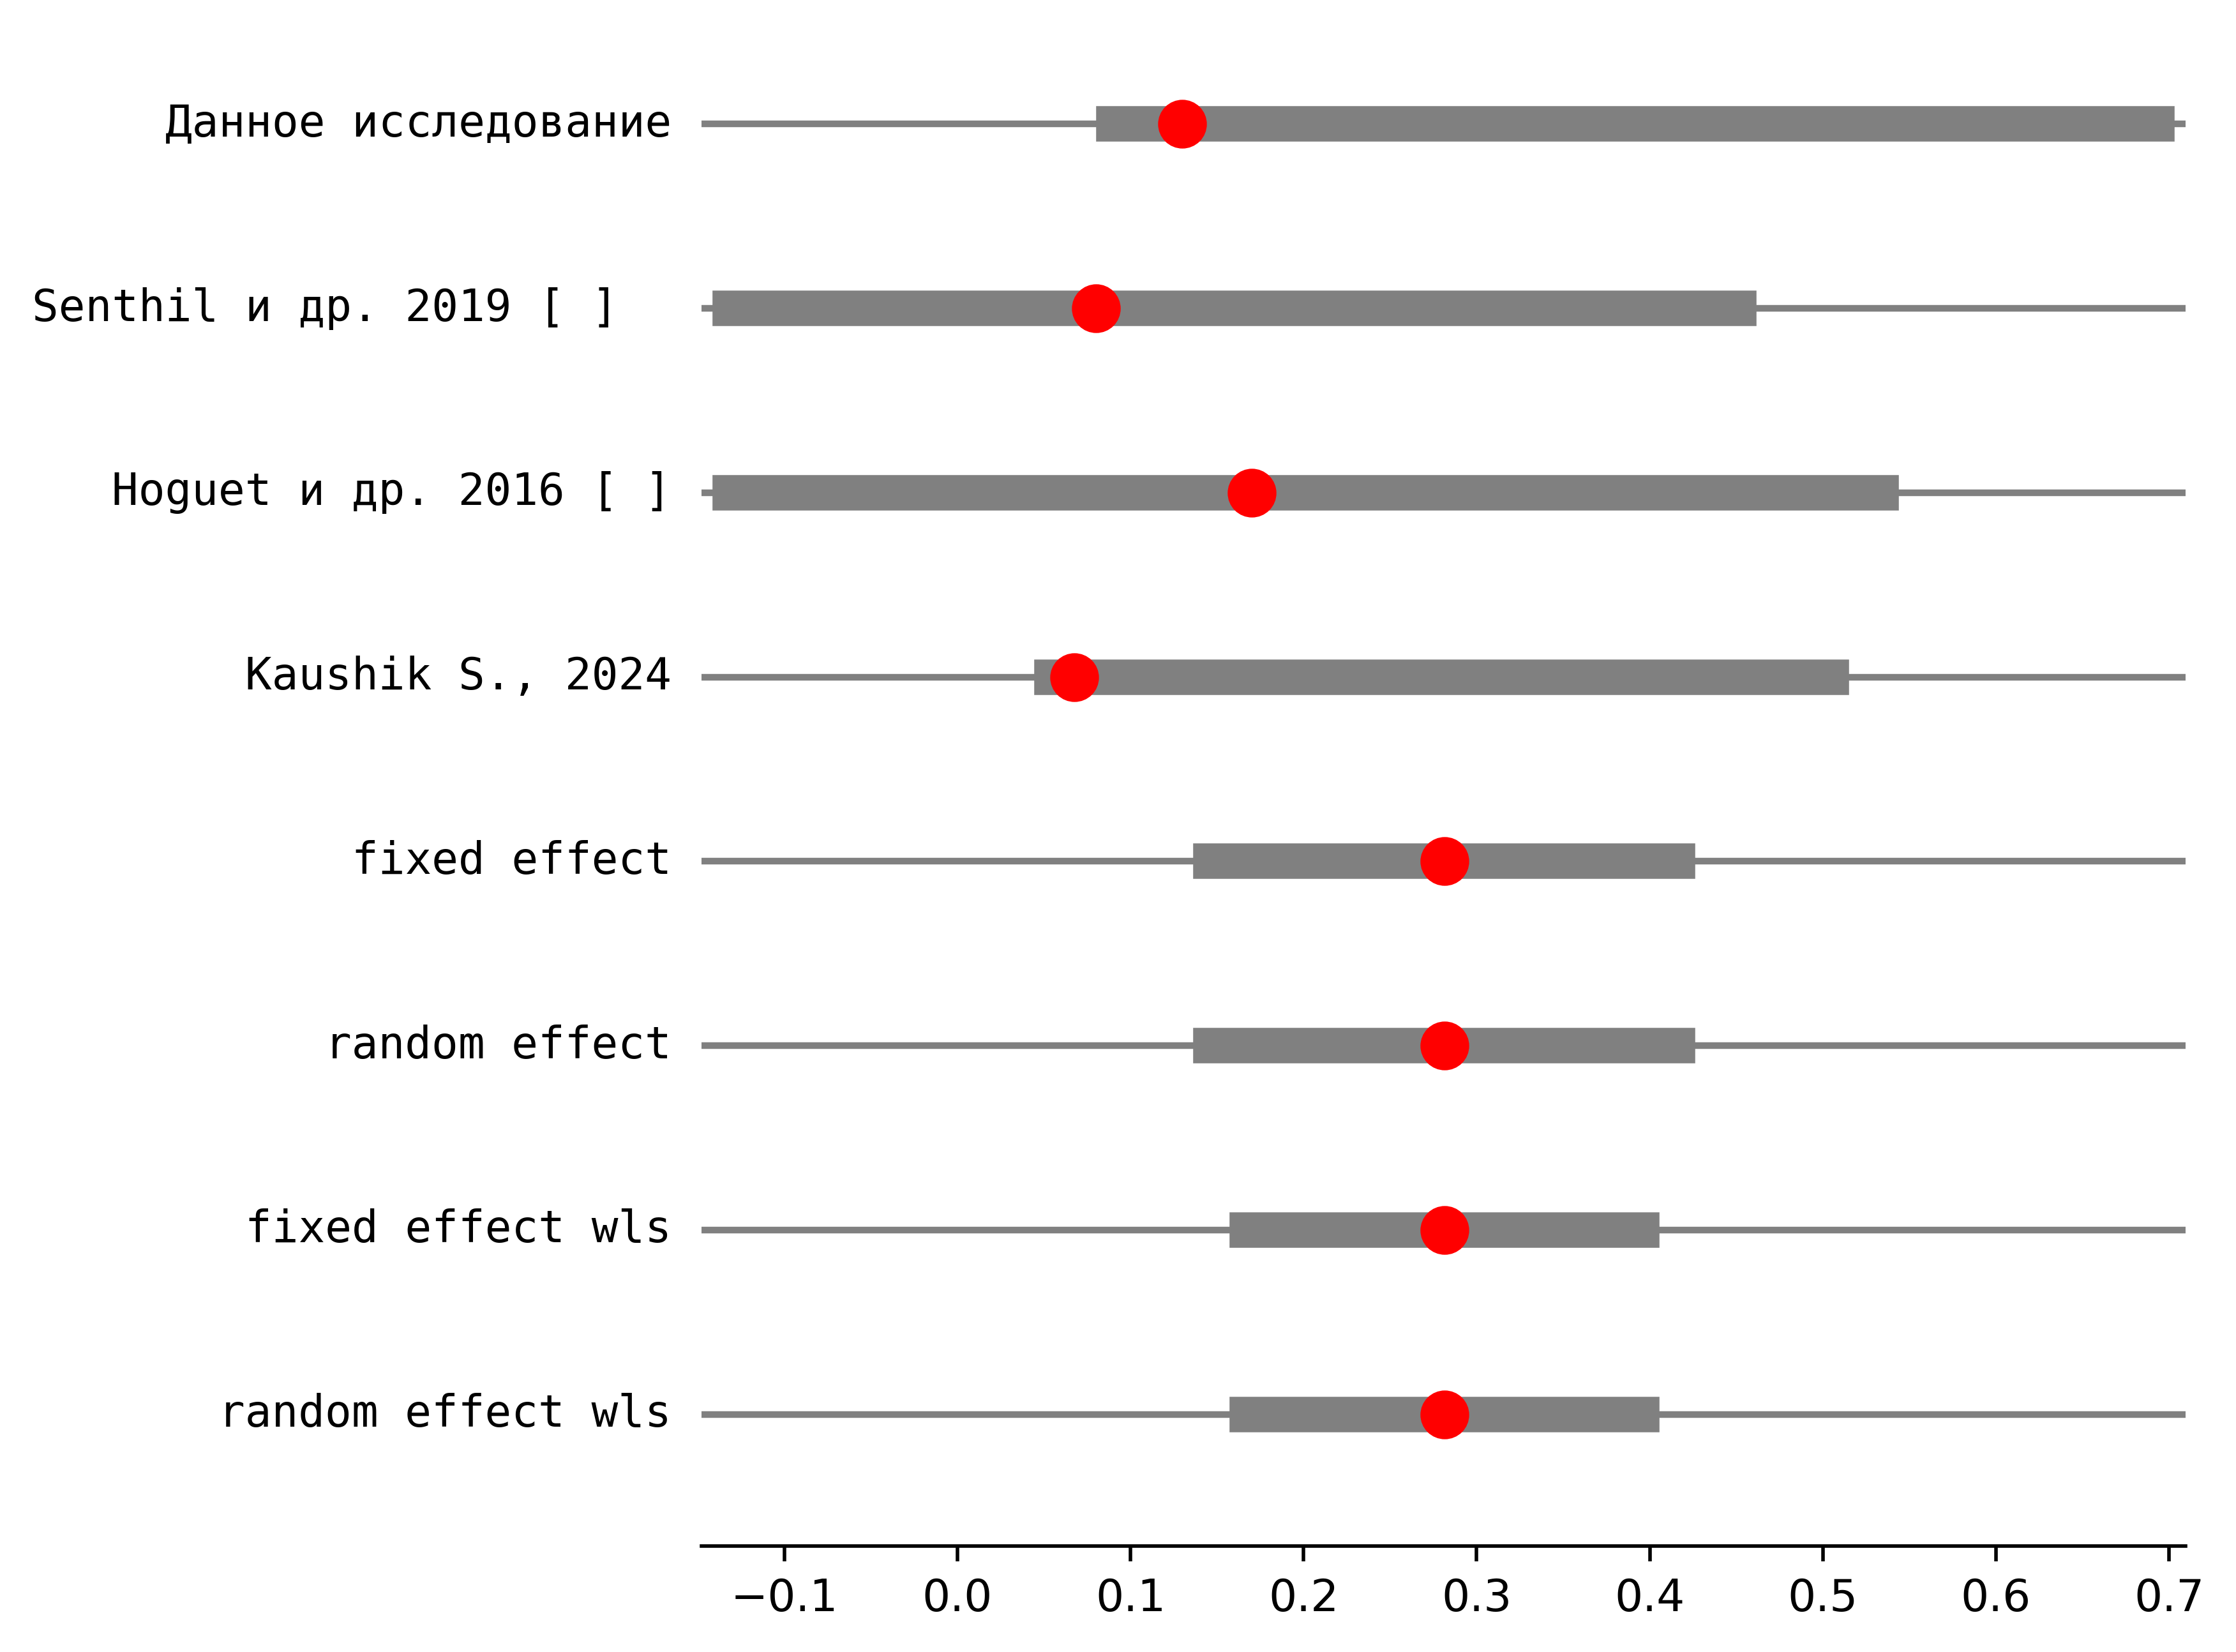 Данное исследование
Senthil и др. 2019 [ ]
Hoguet и др. 2016 [ ]
Kaushik S., 2024
fixed effect
random effect
fixed effect wls
random effect wls
−0.1 0.0 0.1 0.2 0.3 0.4 0.5 0.6 0.7